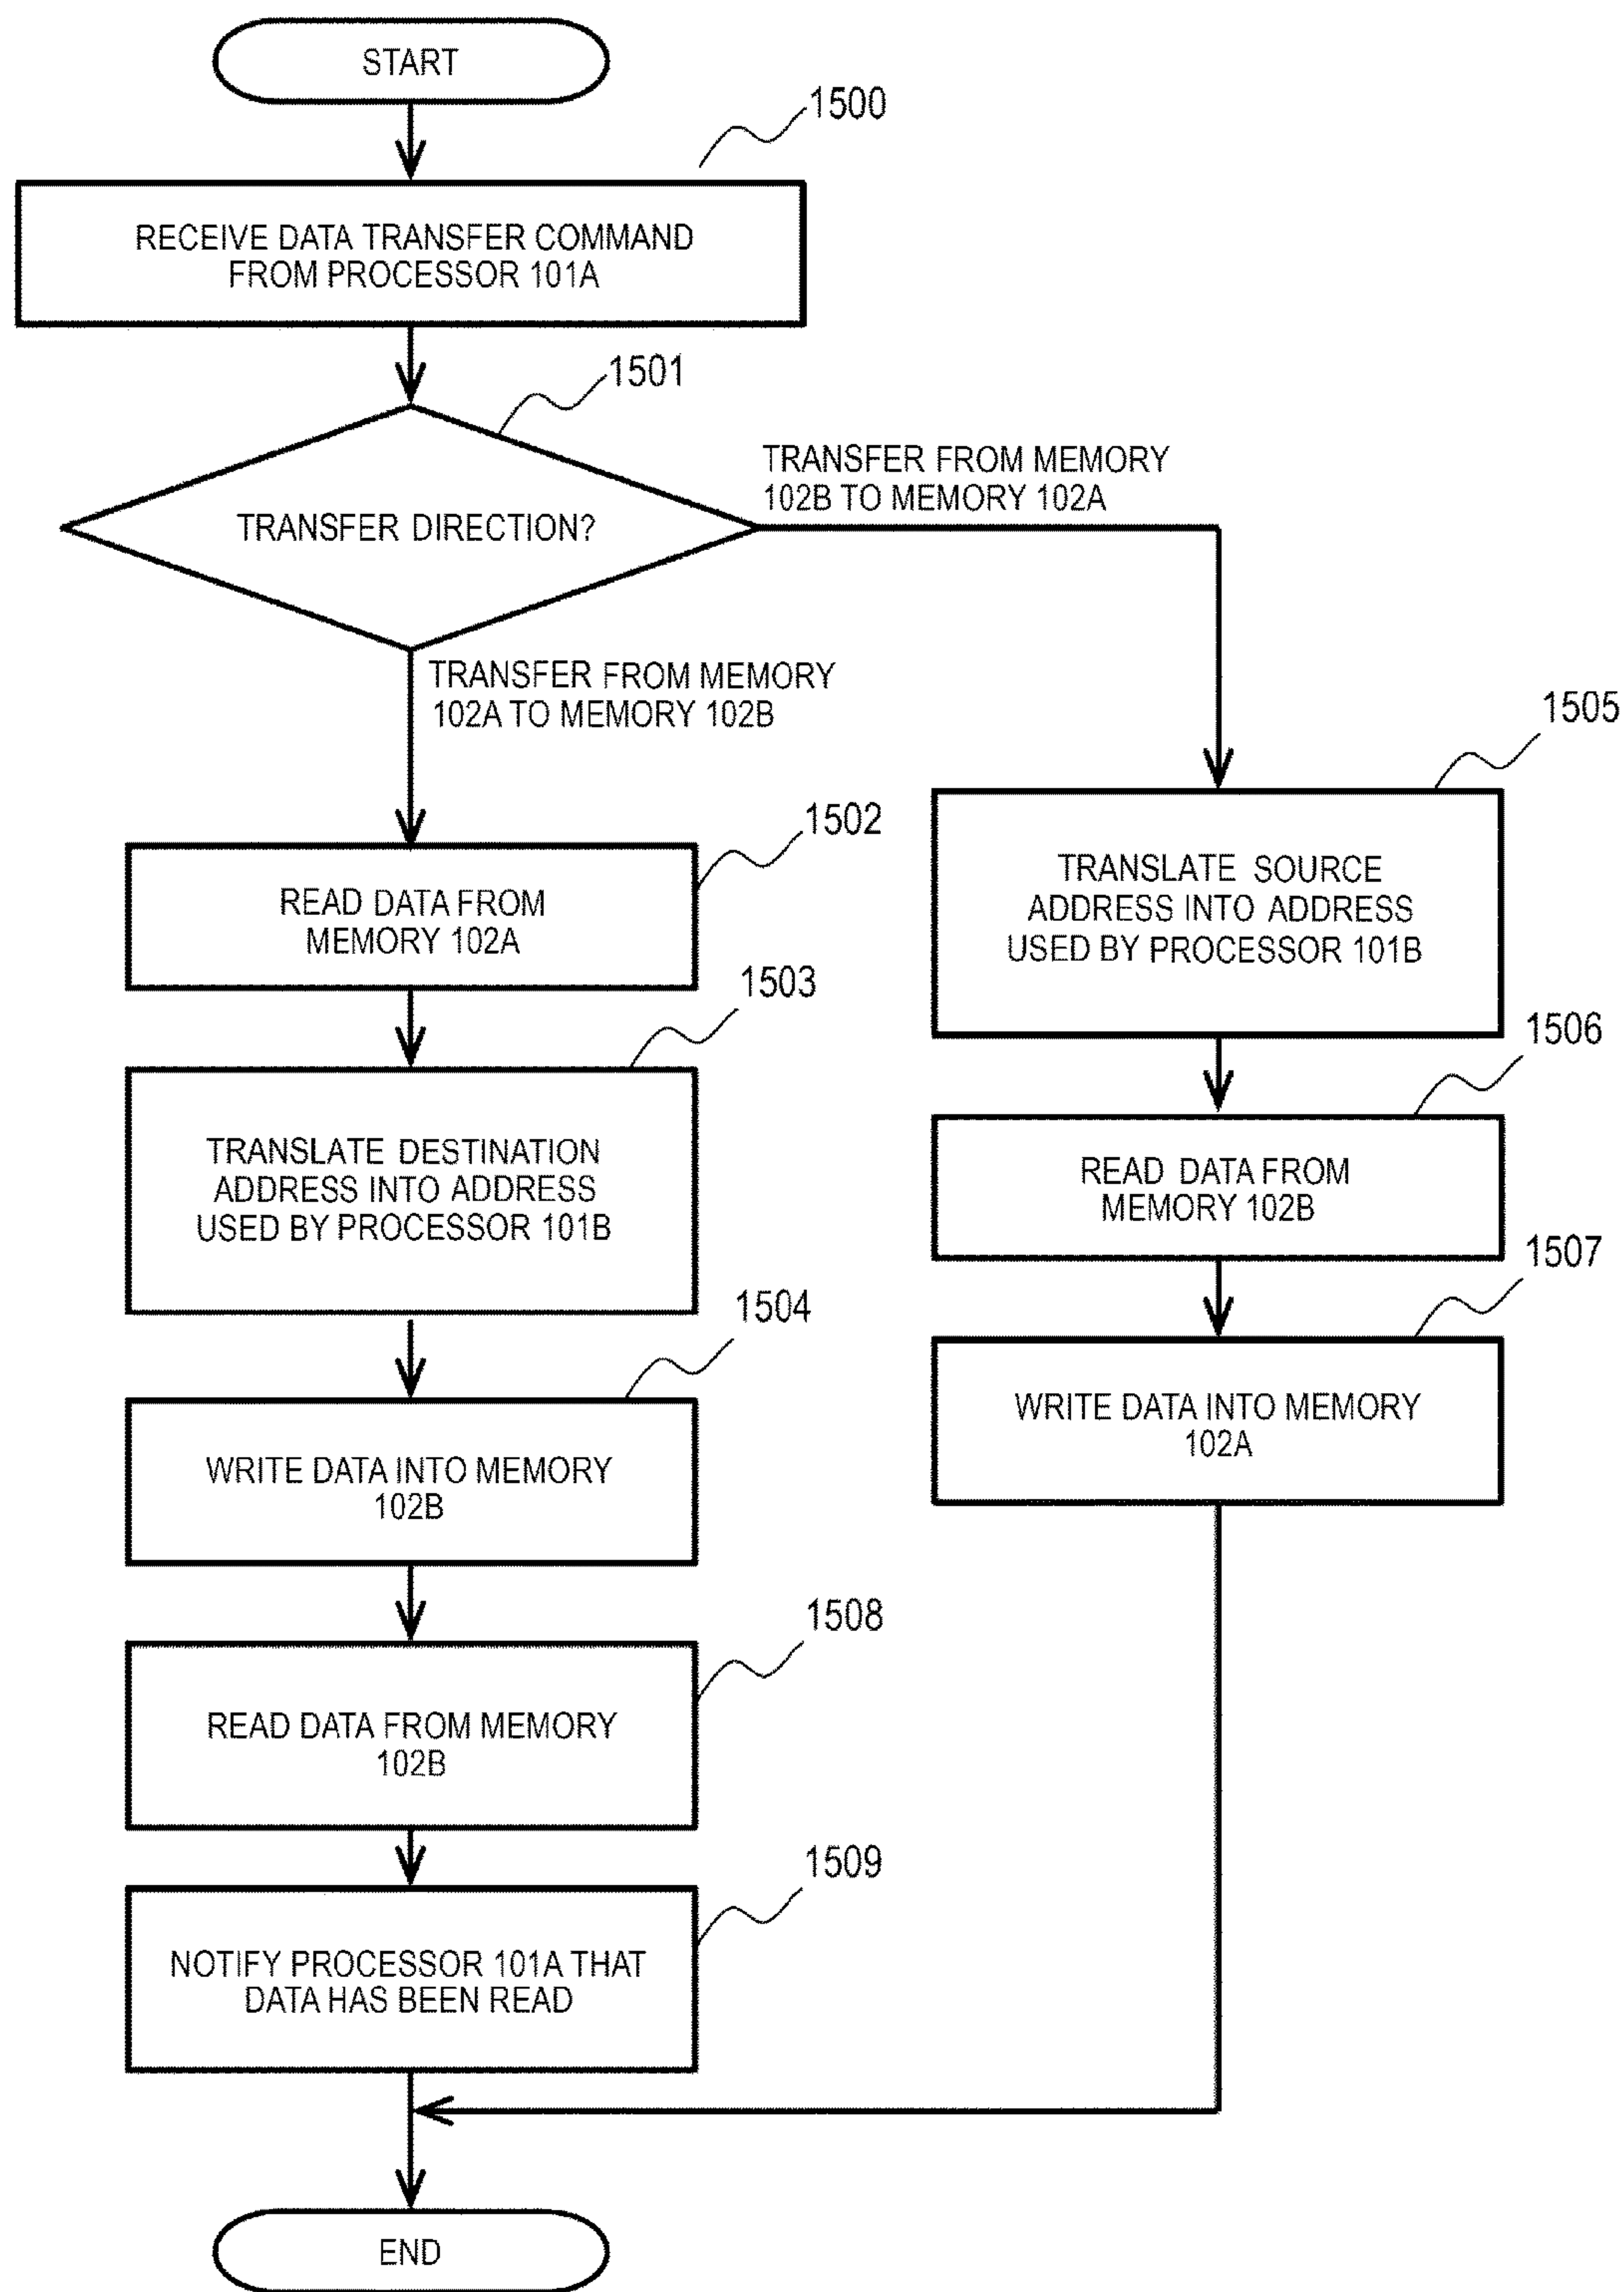 START
1500
RECEIVE DATA TRANSFER COMMAND
FROM PROCESSOR 101A
1501
TRANSFER DIRECTION?
TRANSFER FROM MEMORY
102B TO MEMORY 102A
TRANSFER FROM MEMORY
102A TO MEMORY 102B
1502
READ DATA FROM
MEMORY 102A
1503
TRANSLATE DESTINATION
ADDRESS INTO ADDRESS
USED BY PROCESSOR 101B
1504
WRITE DATA INTO MEMORY
102B
1508
READ DATA FROM MEMORY
102B
1509
NOTIFY PROCESSOR 101A THAT
DATA HAS BEEN READ
1505
TRANSLATE SOURCE
ADDRESS INTO ADDRESS
USED BY PROCESSOR 101B
1506
READ DATA FROM
MEMORY 102B
1507
WRITE DATA INTO MEMORY
102A
END